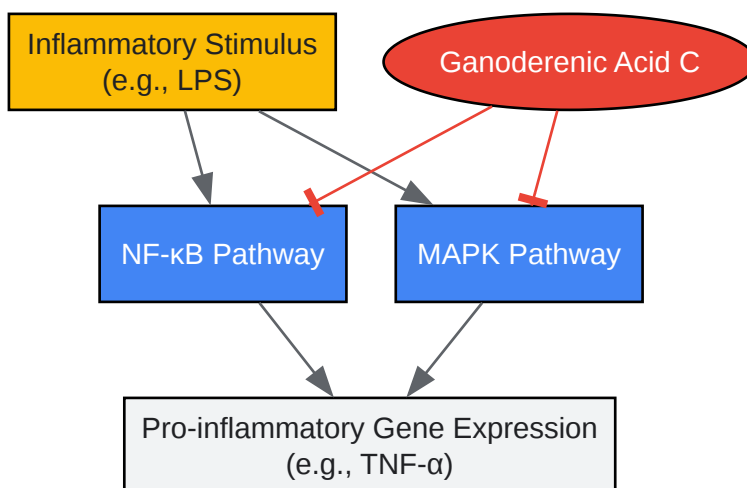 Inflammatory Stimulus
(e.g., LPS)
Ganoderenic Acid C
NF-κB Pathway
MAPK Pathway
Pro-inflammatory Gene Expression
(e.g., TNF-α)